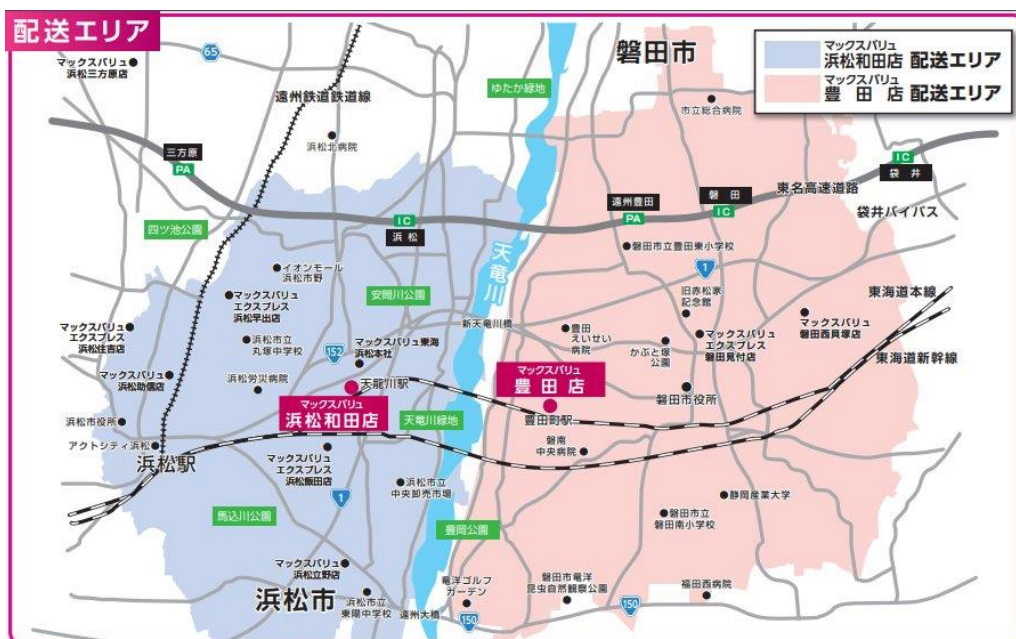 配送エリア
マックスバリュ
浜松和田店 配送エリア
マックスバリュ
豊田店 配送エリア
65
磐田市
マックスバリュ
浜松三方原店
遠州鉄道鉄道線
ゆたか緑地
市立総合病院
浜松北病院
三方原
PA
IC
袋井
東名高速道路
遠州豊田
PA
磐田
IC
袋井バイパス
四ツ池公園
IC
浜松
天竜川
磐田市立豊田東小学校
イオンモール
浜松市野
安間川公園
1
旧赤松家
記念館
東海道本線
マックスバリュ
エクスプレス
浜松早出店
新天竜川橋
マックスバリュ
磐田西貝塚店
マックスバリュ
エクスプレス
浜松住吉店
浜松市立
丸塚中学校
152
マックスバリュ東海
浜松本社
豊田
えいせい
病院
かぶと塚
公園
マックスバリュ
エクスプレス
磐田見付店
東海道新幹線
マックスバリュ
浜松助信店
浜松労災病院
天龍川駅
マックスバリュ
豊田店
磐田市役所
マックスバリュ
浜松和田店
浜松市役所
天竜川緑地
豊田町駅
アクトシティ浜松
浜松駅
磐南
中央病院
マックスバリュ
エクスプレス
浜松飯田店
浜松市立
中央卸売市場
1
静岡産業大学
馬込川公園
豊岡公園
磐田市立
磐田南小学校
マックスバリュ
浜松立野店
竜洋ゴルフ
ガーデン
磐田市竜洋
昆虫自然観察公園
福田西病院
浜松市
浜松市立
東陽中学校
遠州大橋
150
150